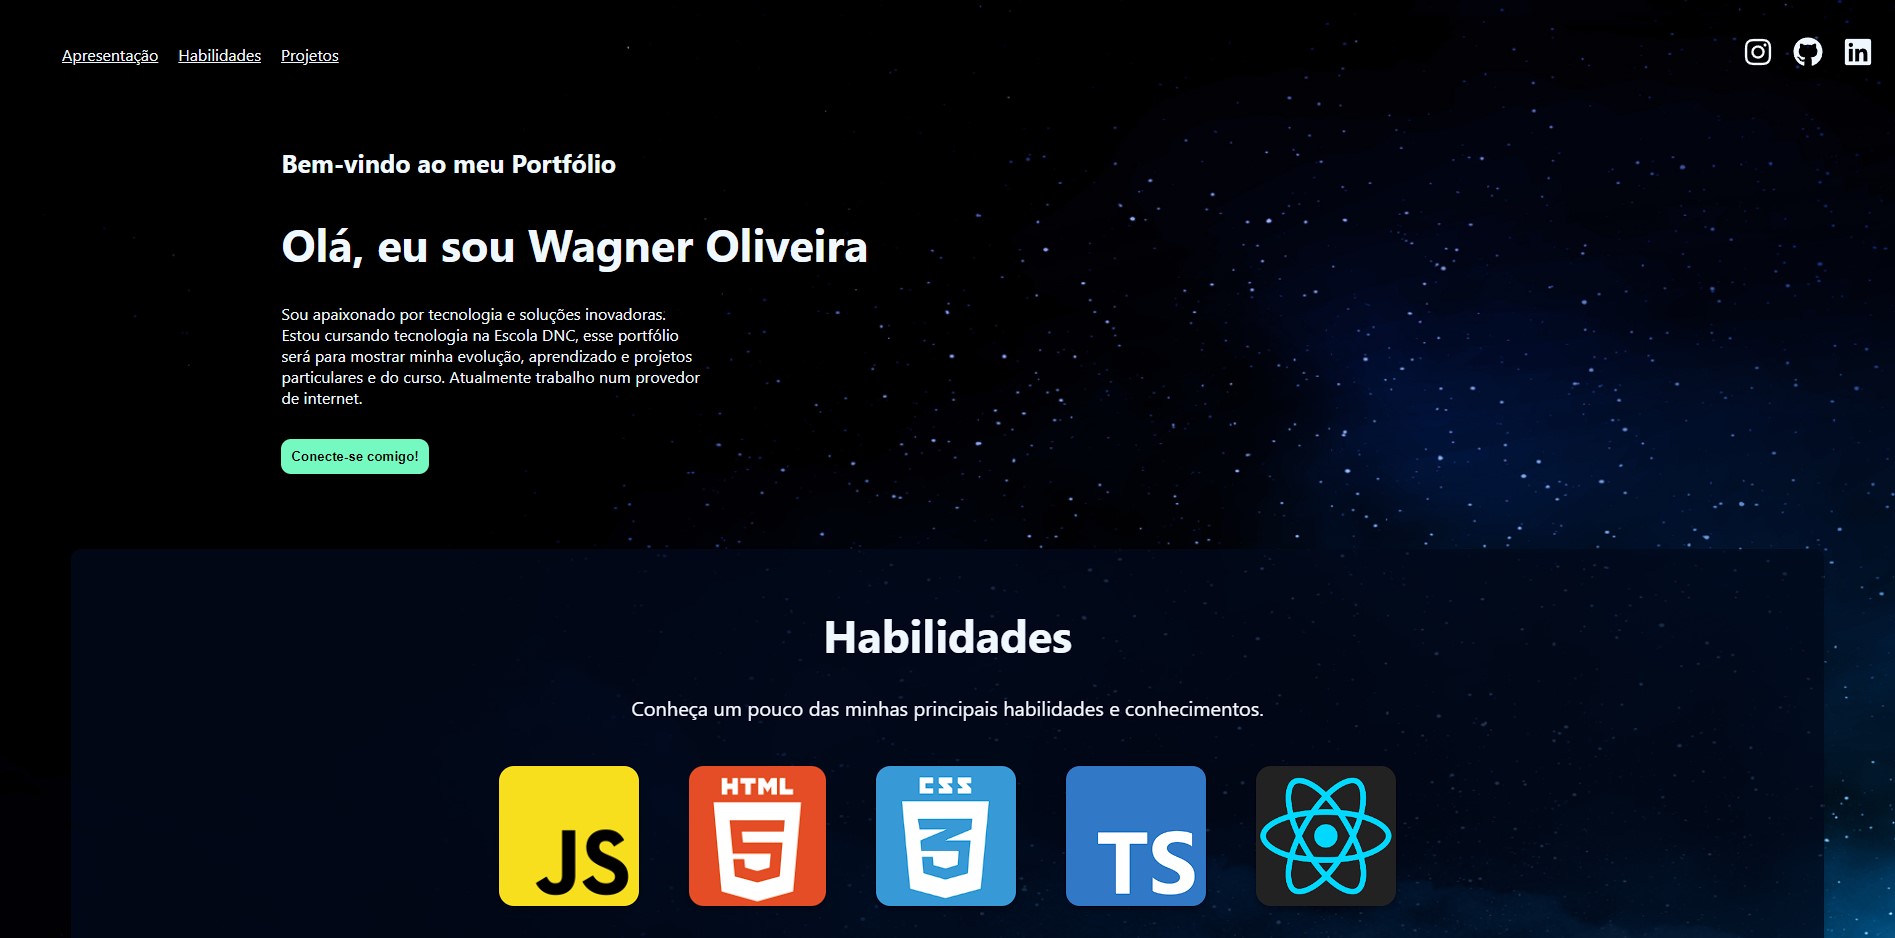 Apresentação Habilidades Projetos
in
Bem-vindo ao meu Portfólio
Olá, eu sou Wagner Oliveira
Sou apaixonado por tecnologia e soluções inovadoras.
Estou cursando tecnologia na Escola DNC, esse portfólio
será para mostrar minha evolução, aprendizado e projetos
particulares e do curso. Atualmente trabalho num provedor
de internet.
Conecte-se comigo!
Habilidades
Conheça um pouco das minhas principais habilidades e conhecimentos.
JS
HTML
5
CSS
3
TS